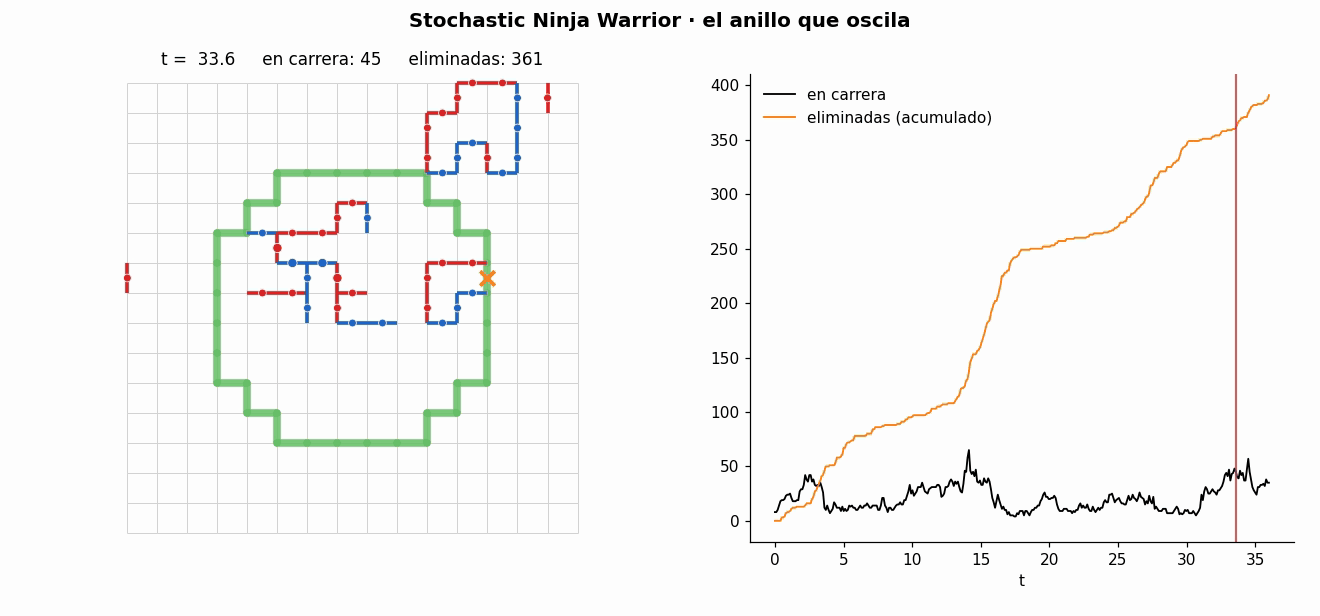 Stochastic Ninja Warrior · el anillo que oscila
t =  33.6     en carrera: 45     eliminadas: 361
en carrera
eliminadas (acumulado)
400
350
300
250
200
150
100
50
0
0 5 10 15 20 25 30 35
t